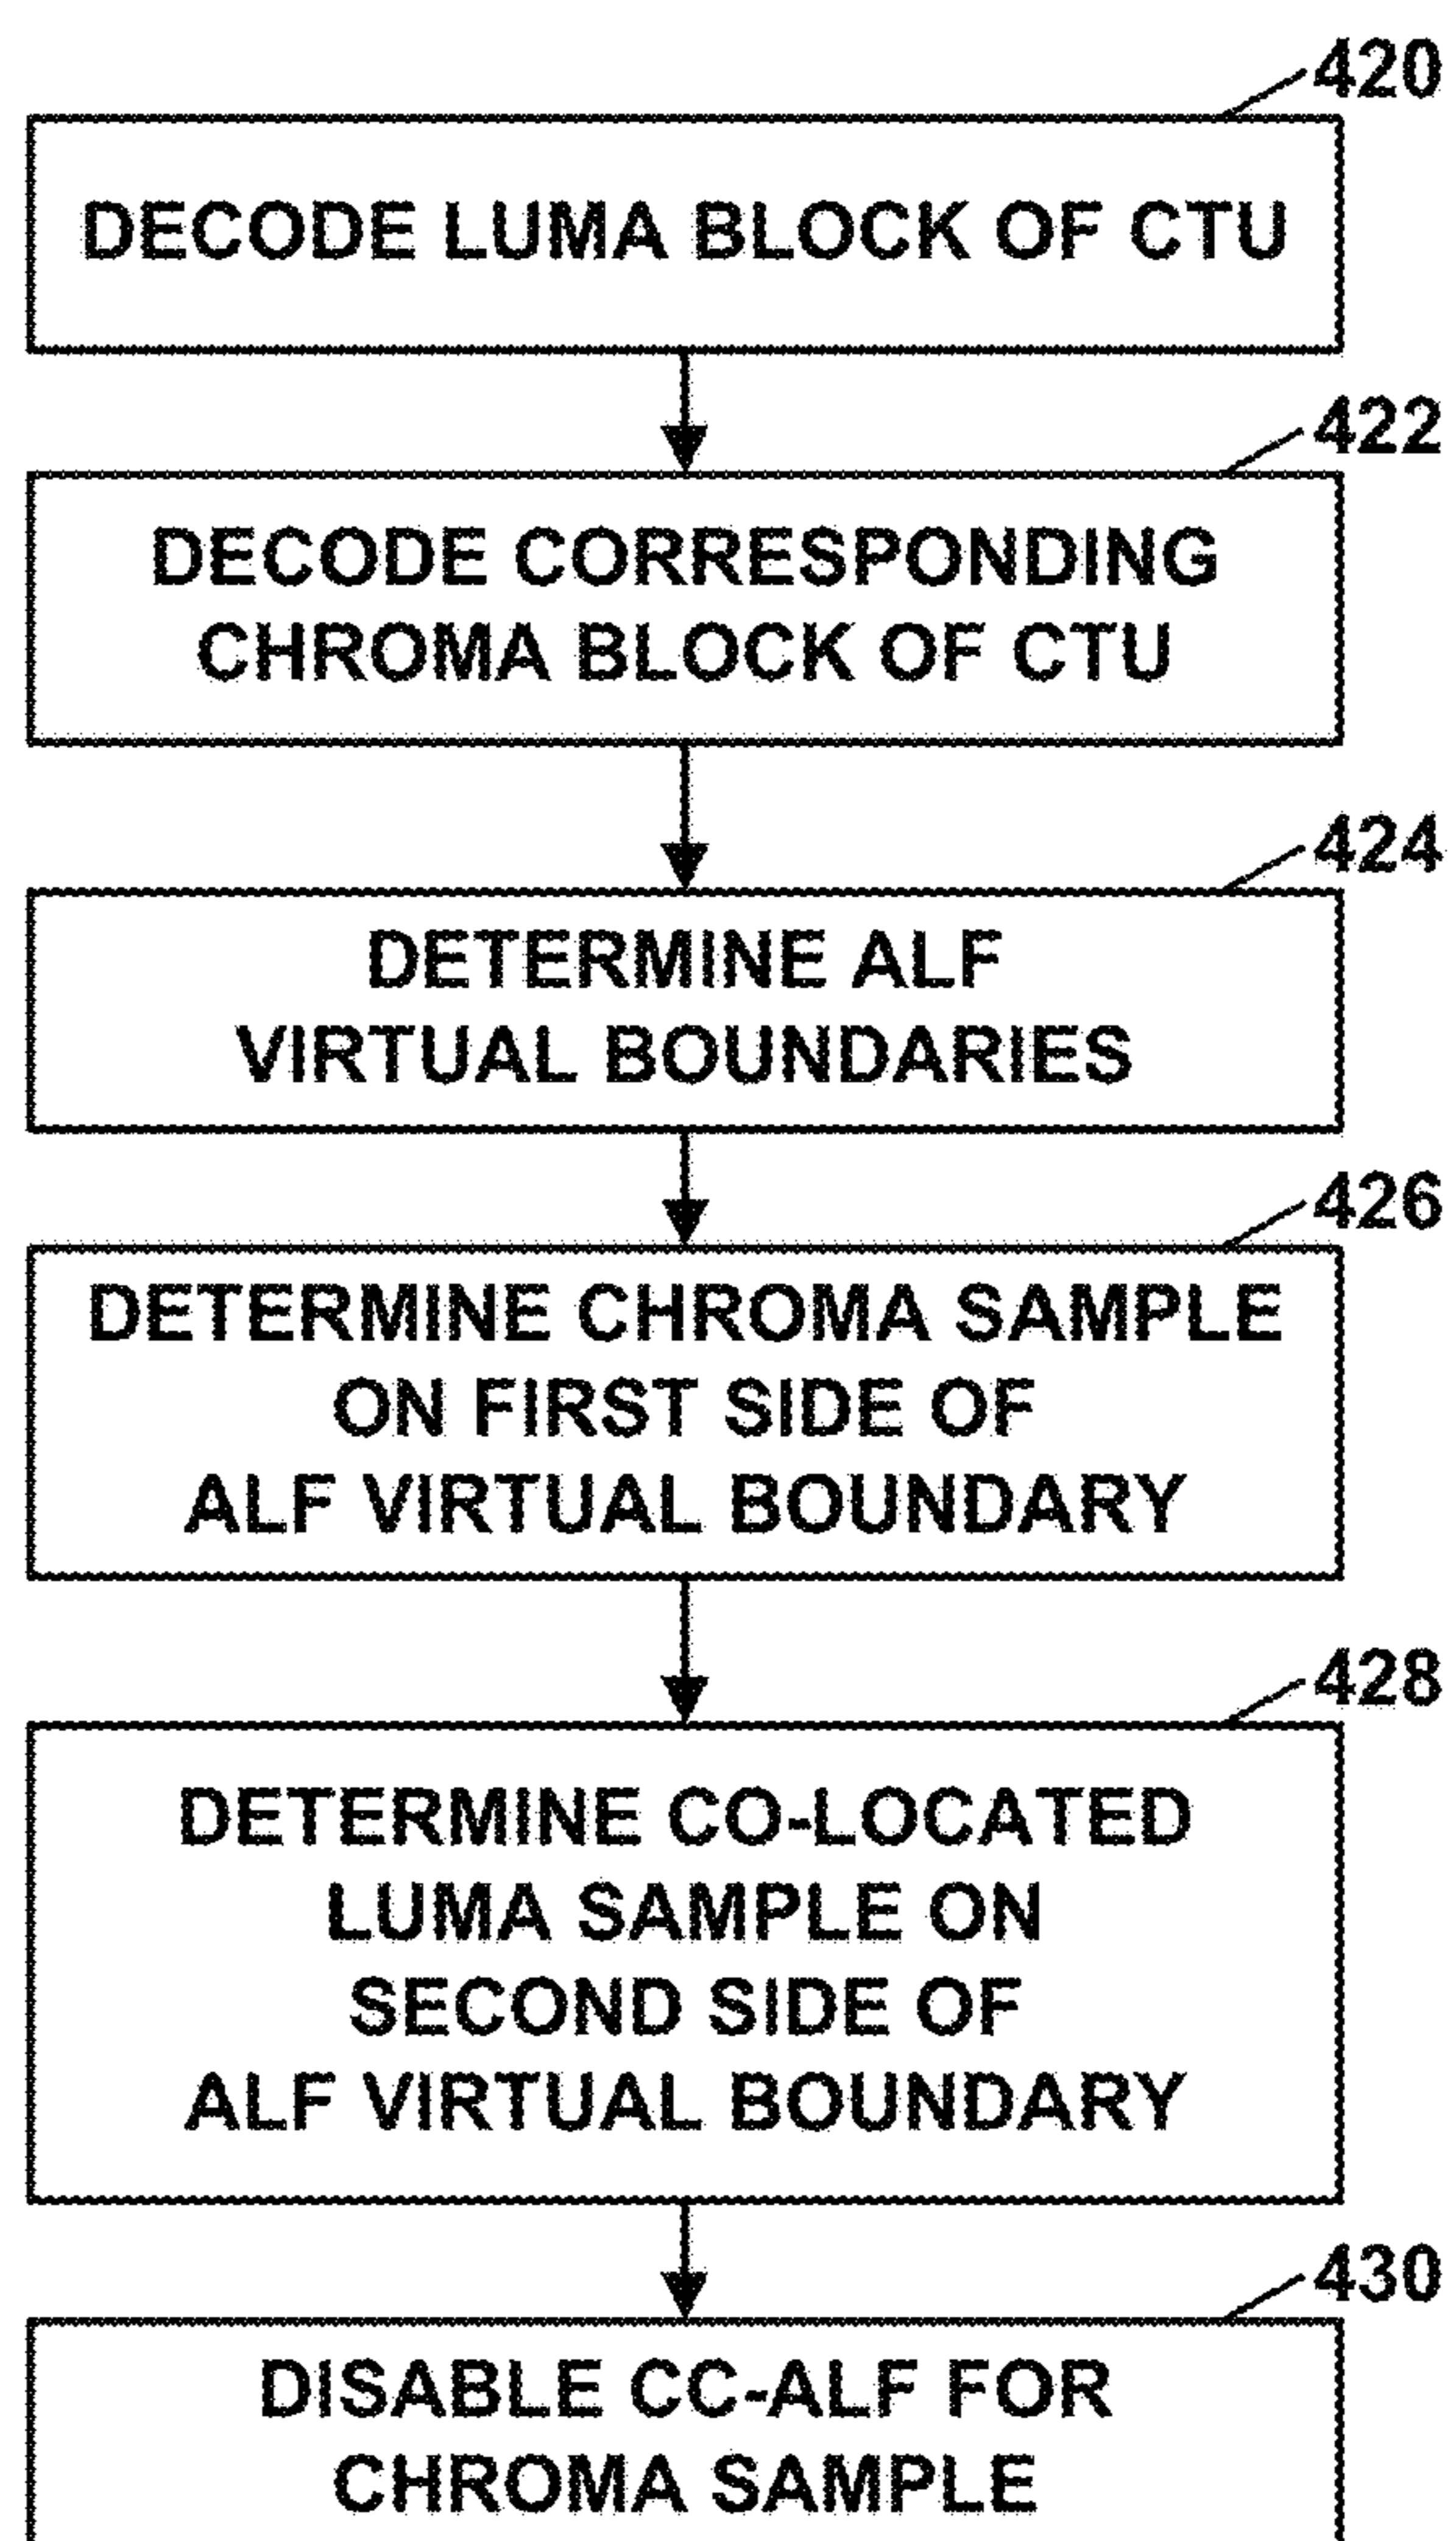 420
DECODE LUMA BLOCK OF CTU
422
DECODE CORRESPONDING
CHROMA BLOCK OF CTU
424
DETERMINE ALF
VIRTUAL BOUNDARIES
426
DETERMINE CHROMA SAMPLE
ON FIRST SIDE OF
ALF VIRTUAL BOUNDARY
428
DETERMINE CO-LOCATED
LUMA SAMPLE ON
SECOND SIDE OF
ALF VIRTUAL BOUNDARY
430
DISABLE CC-ALF FOR
CHROMA SAMPLE